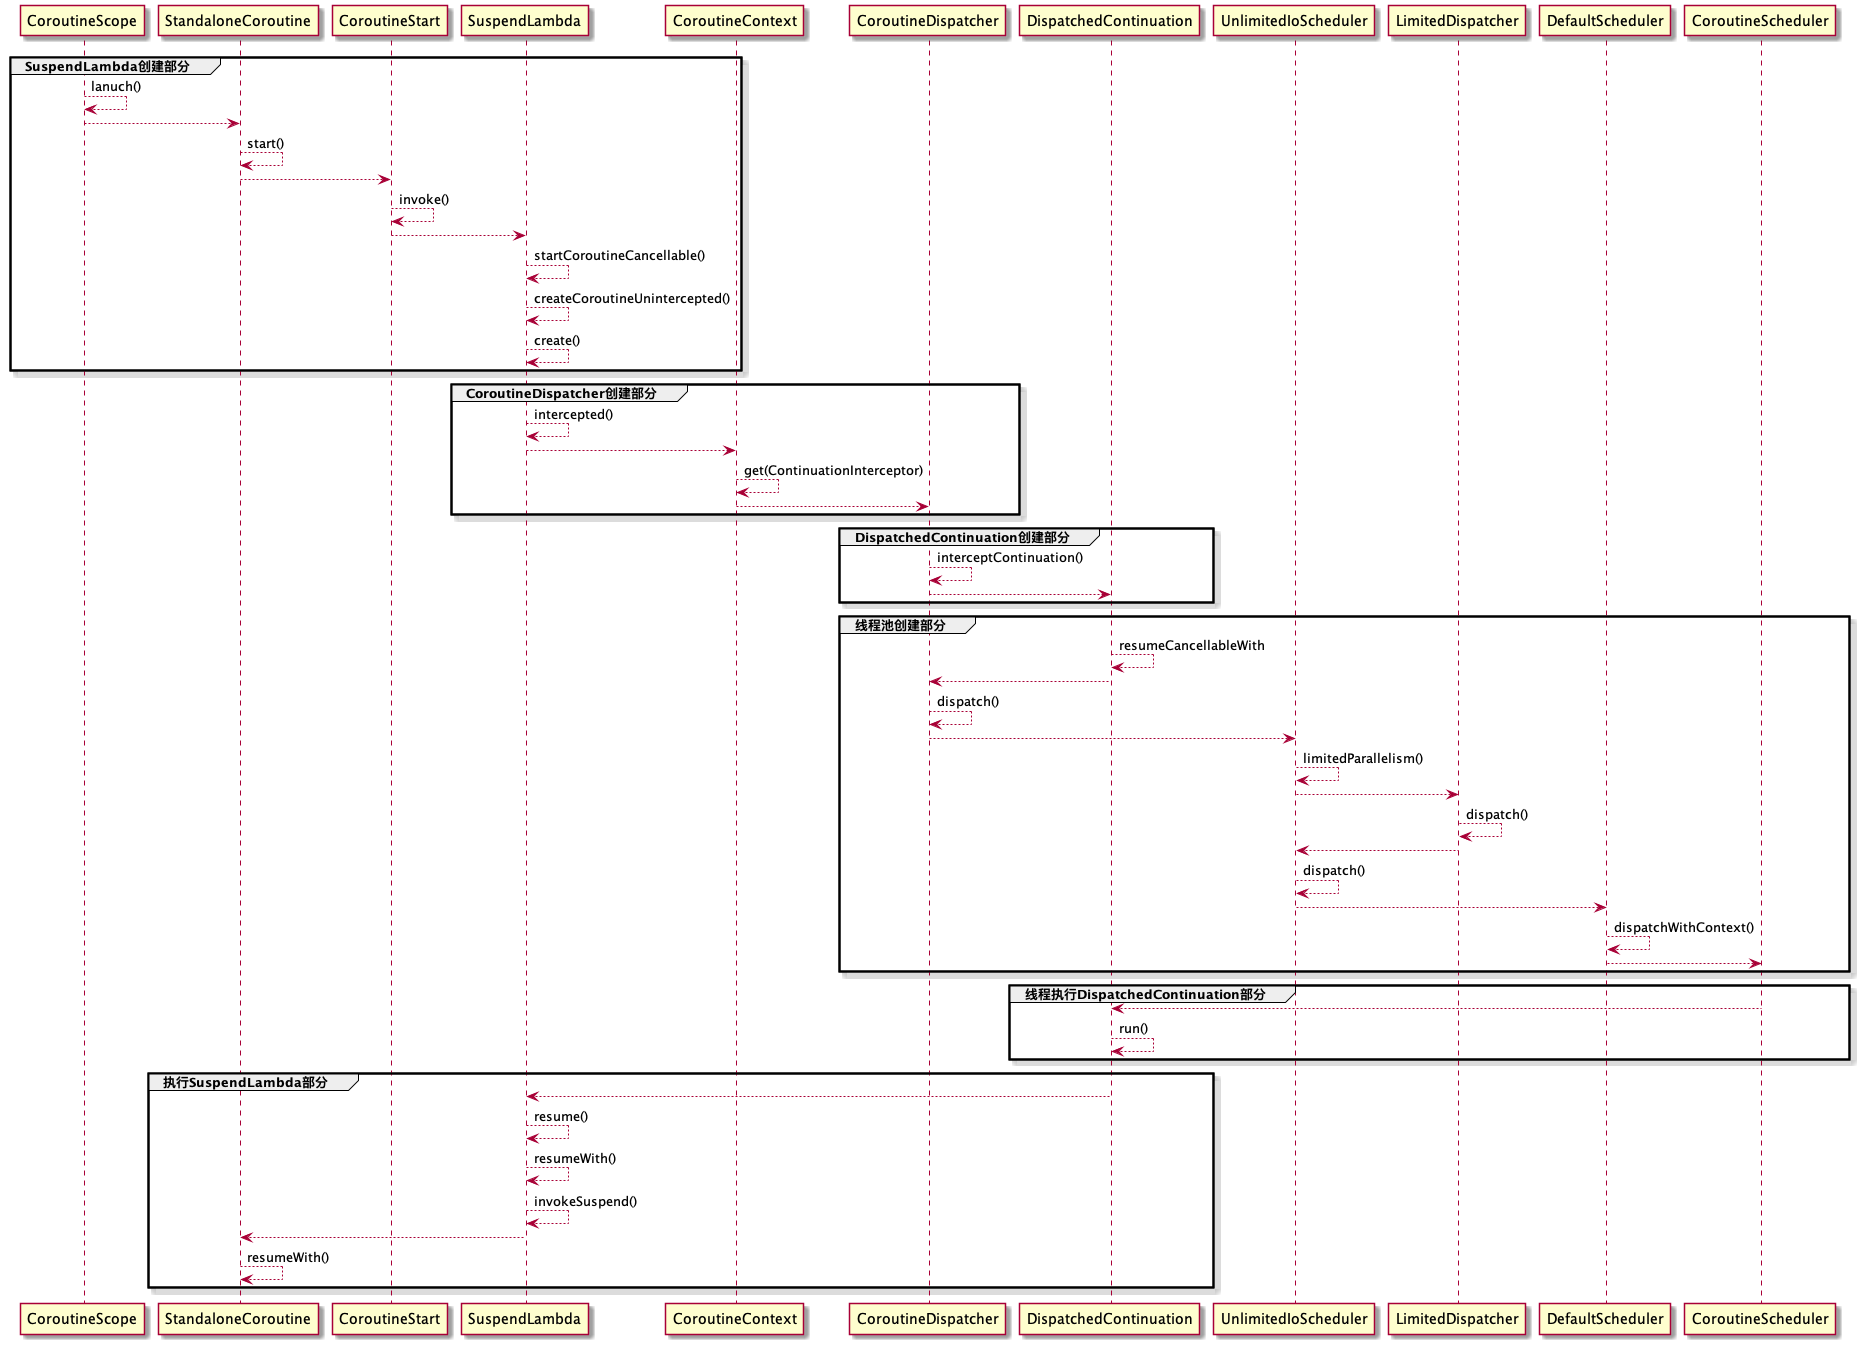 CoroutineScope
StandaloneCoroutine
CoroutineStart
SuspendLambda
CoroutineContext
CoroutineDispatcher
DispatchedContinuation
UnlimitedIoScheduler
LimitedDispatcher
DefaultScheduler
CoroutineScheduler
SuspendLambda创建部分
lanuch()
start()
invoke()
startCoroutineCancellable()
createCoroutineUnintercepted()
create()
CoroutineDispatcher创建部分
intercepted()
get(ContinuationInterceptor)
DispatchedContinuation创建部分
interceptContinuation()
线程池创建部分
resumeCancellableWith
dispatch()
limitedParallelism()
dispatch()
dispatch()
dispatchWithContext()
线程执行DispatchedContinuation部分
run()
执行SuspendLambda部分
resume()
resumeWith()
invokeSuspend()
resumeWith()
CoroutineScope
StandaloneCoroutine
CoroutineStart
SuspendLambda
CoroutineContext
CoroutineDispatcher
DispatchedContinuation
UnlimitedIoScheduler
LimitedDispatcher
DefaultScheduler
CoroutineScheduler